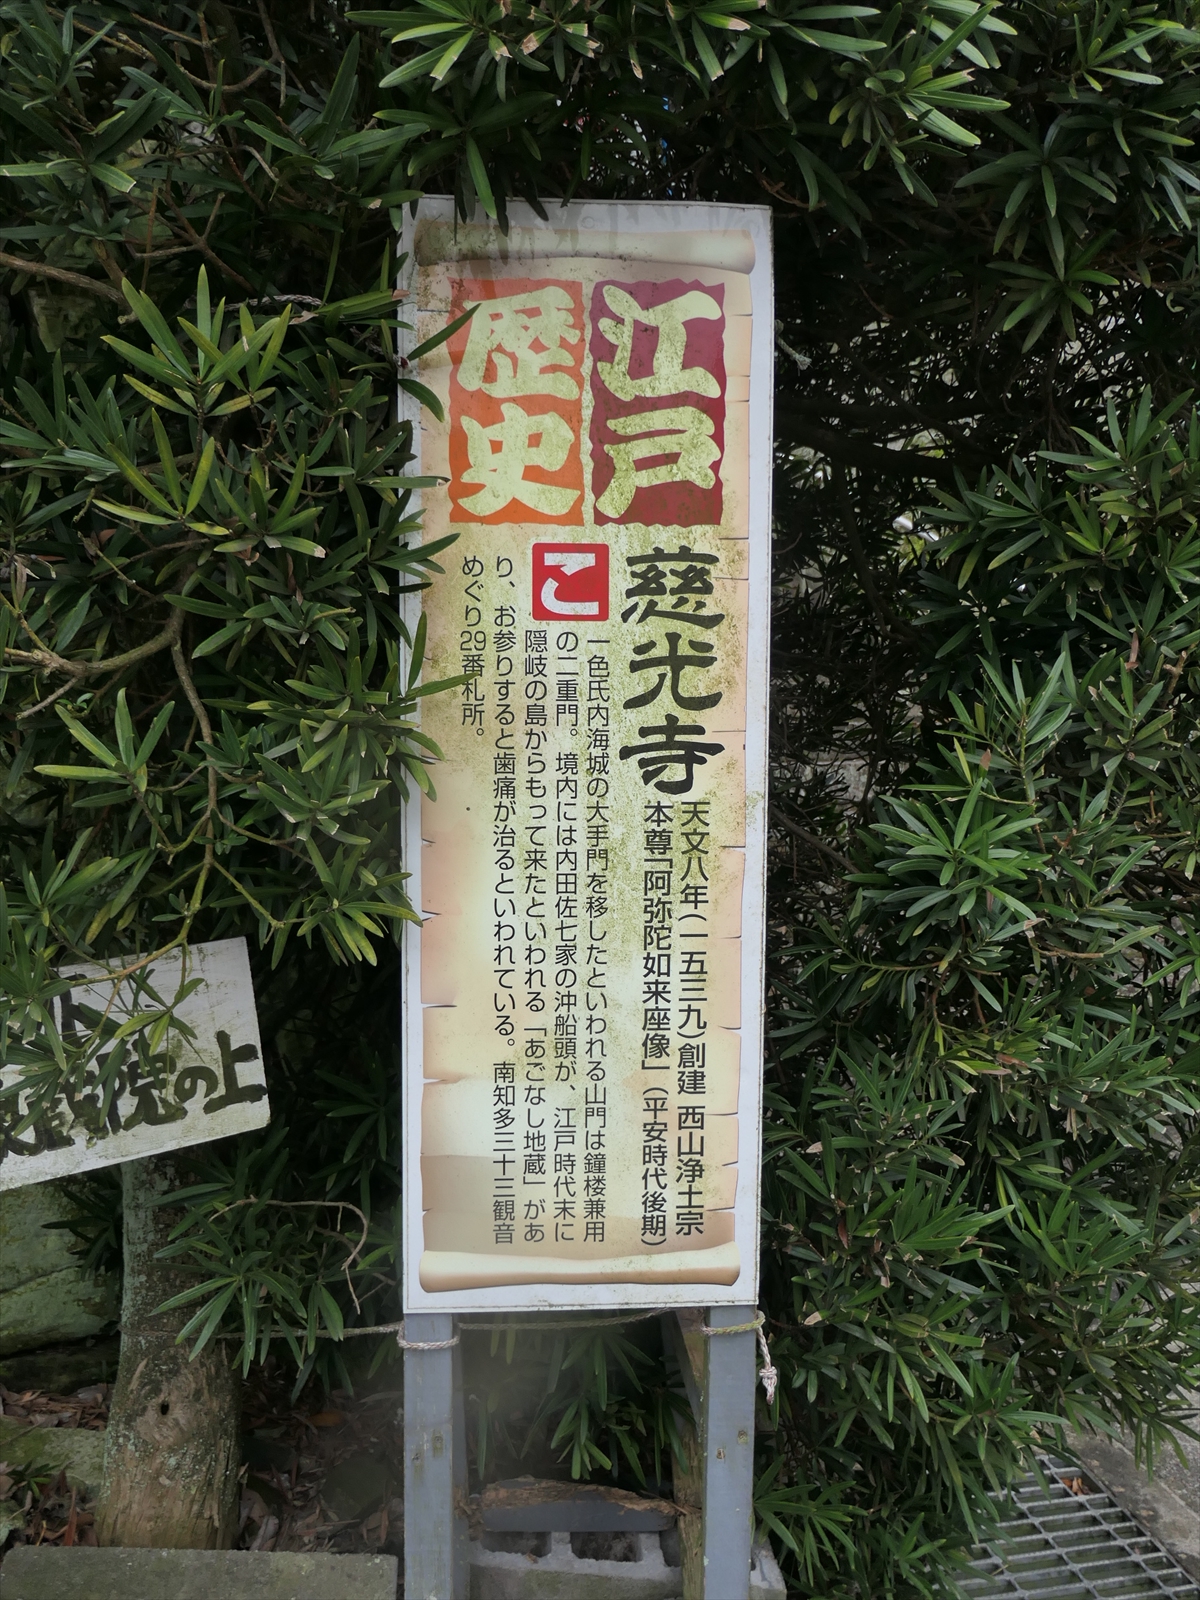 江戸
歴史
慈光寺
天文八年(一五三九)創建 西山浄土宗
本尊「阿弥陀如来座像」(平安時代後期)
こ
一色氏内海城の大手門を移したといわれる山門は鐘楼兼用
の二重門。境内には内田佐七家の沖船頭が、江戸時代末に
隠岐の島からもって来たといわれる「あごなし地蔵」があ
り、お参りすると歯痛が治るといわれている。南知多三十三観音
めぐり29番札所。
院の上